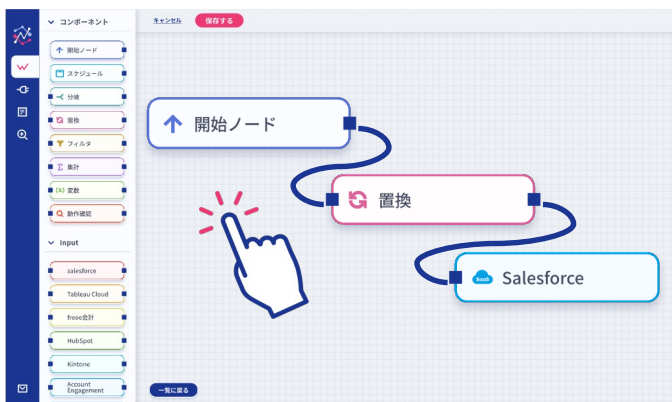 コンポーネント
キャンセル
保存する
開始ノード
スケジュール
分岐
置換
フィルタ
集計
(x) 変数
動作確認
Input
salesforce
Tableau Cloud
freee会計
HubSpot
Kintone
Account
Engagement
開始ノード
置換
SaaS
Salesforce
一覧に戻る